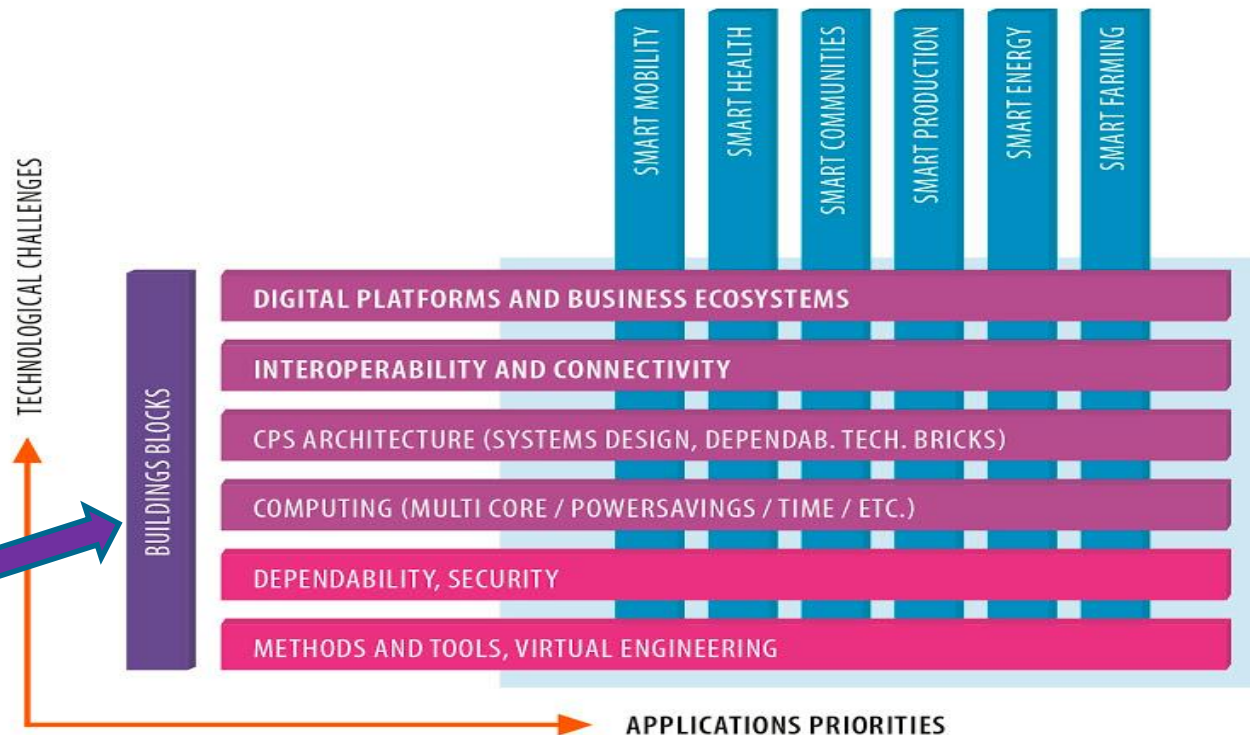 SMART MOBILITY
SMART HEALTH
SMART COMMUNITIES
SMART PRODUCTION
SMART ENERGY
SMART FARMING
TECHNOLOGICAL CHALLENGES
BUILDINGS BLOCKS
DIGITAL PLATFORMS AND BUSINESS ECOSYSTEMS
INTEROPERABILITY AND CONNECTIVITY
CPS ARCHITECTURE (SYSTEMS DESIGN, DEPENDAB. TECH. BRICKS)
COMPUTING (MULTI CORE / POWERSAVINGS / TIME / ETC.)
DEPENDABILITY, SECURITY
METHODS AND TOOLS, VIRTUAL ENGINEERING
APPLICATIONS PRIORITIES